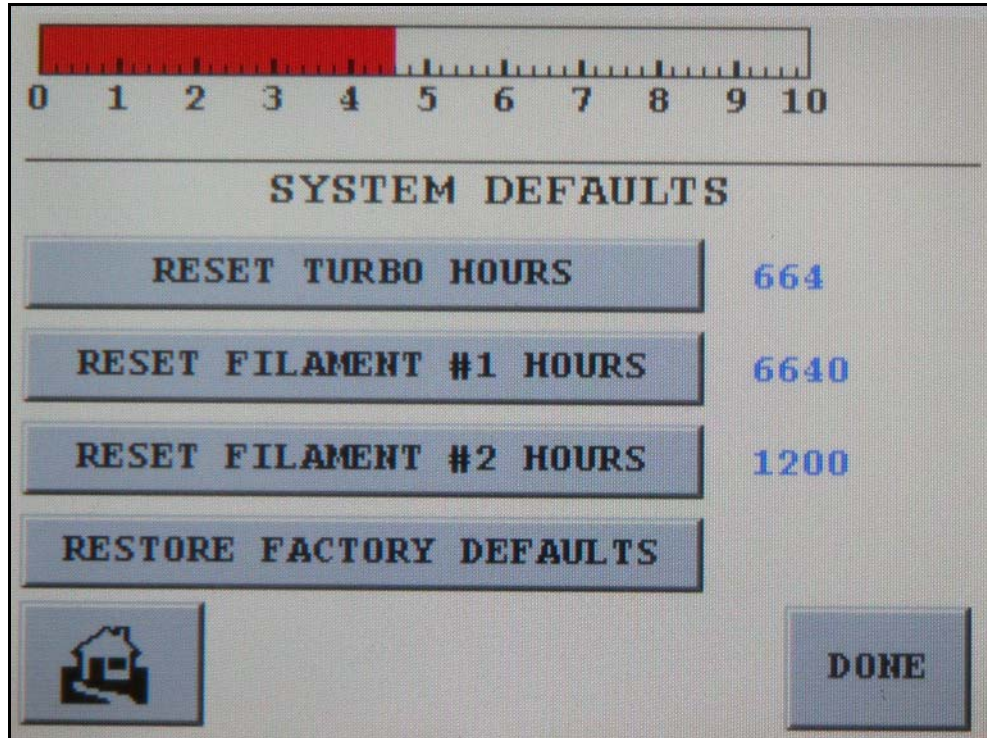 0 1 2 3 4 5 6 7 8 9 10
SYSTEM DEFAULTS
RESET TURBO HOURS 664
RESET FILAMENT #1 HOURS 6640
RESET FILAMENT #2 HOURS 1200
RESTORE FACTORY DEFAULTS
DONE